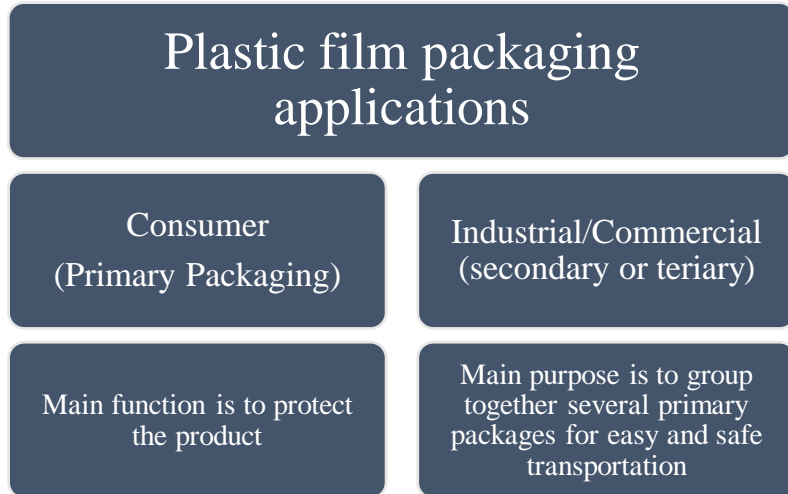 Plastic film packaging
applications
Consumer
(Primary Packaging)
Industrial/Commercial
(secondary or teriary)
Main function is to protect
the product
Main purpose is to group
together several primary
packages for easy and safe
transportation